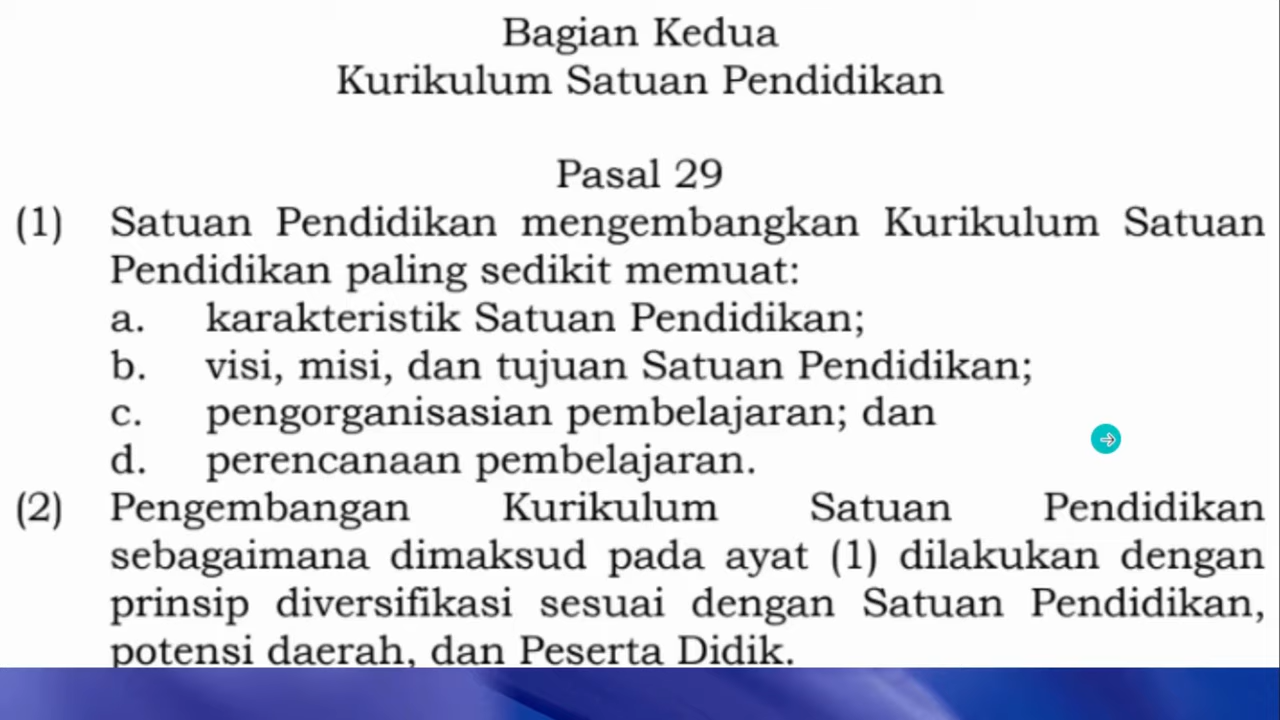 Bagian Kedua
Kurikulum Satuan Pendidikan
Pasal 29
(1) Satuan Pendidikan mengembangkan Kurikulum Satuan
Pendidikan paling sedikit memuat:
a. karakteristik Satuan Pendidikan;
b. visi, misi, dan tujuan Satuan Pendidikan;
c. pengorganisasian pembelajaran; dan
d. perencanaan pembelajaran.
(2) Pengembangan Kurikulum Satuan Pendidikan
sebagaimana dimaksud pada ayat (1) dilakukan dengan
prinsip diversifikasi sesuai dengan Satuan Pendidikan,
potensi daerah, dan Peserta Didik.